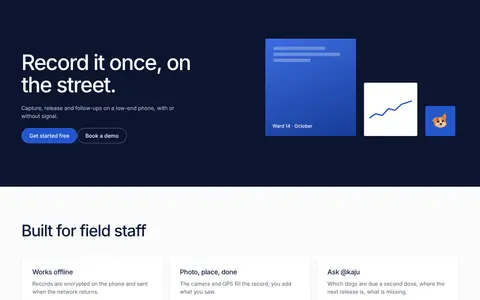 Record it once, on
the street.
Capture, release and follow-ups on a low-end phone, with or
without signal.
Get started free
Book a demo
Ward 14 · October
Built for field staff
Works offline
Records are encrypted on the phone and sent
when the network returns.
Photo, place, done
The camera and GPS fill the record; you add
what you saw.
Ask @kaju
Which dogs are due a second dose, where the
next release is, what is missing.